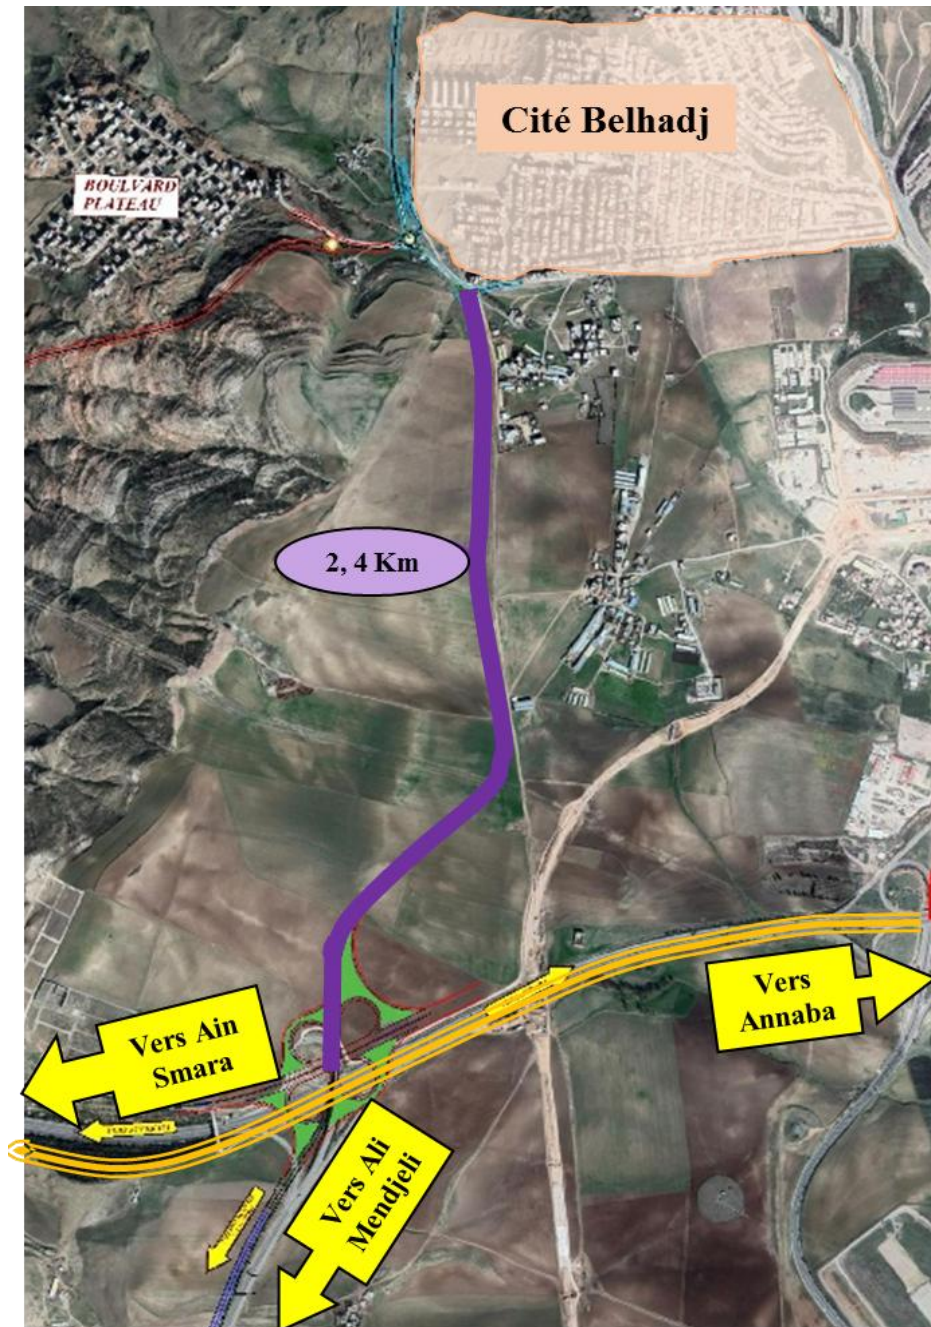 Cité Belhadj
BOULVARD
PLATEAU
2, 4 Km
Vers
Annaba
Vers Ain
Smara
Vers Ali
Mendjeli